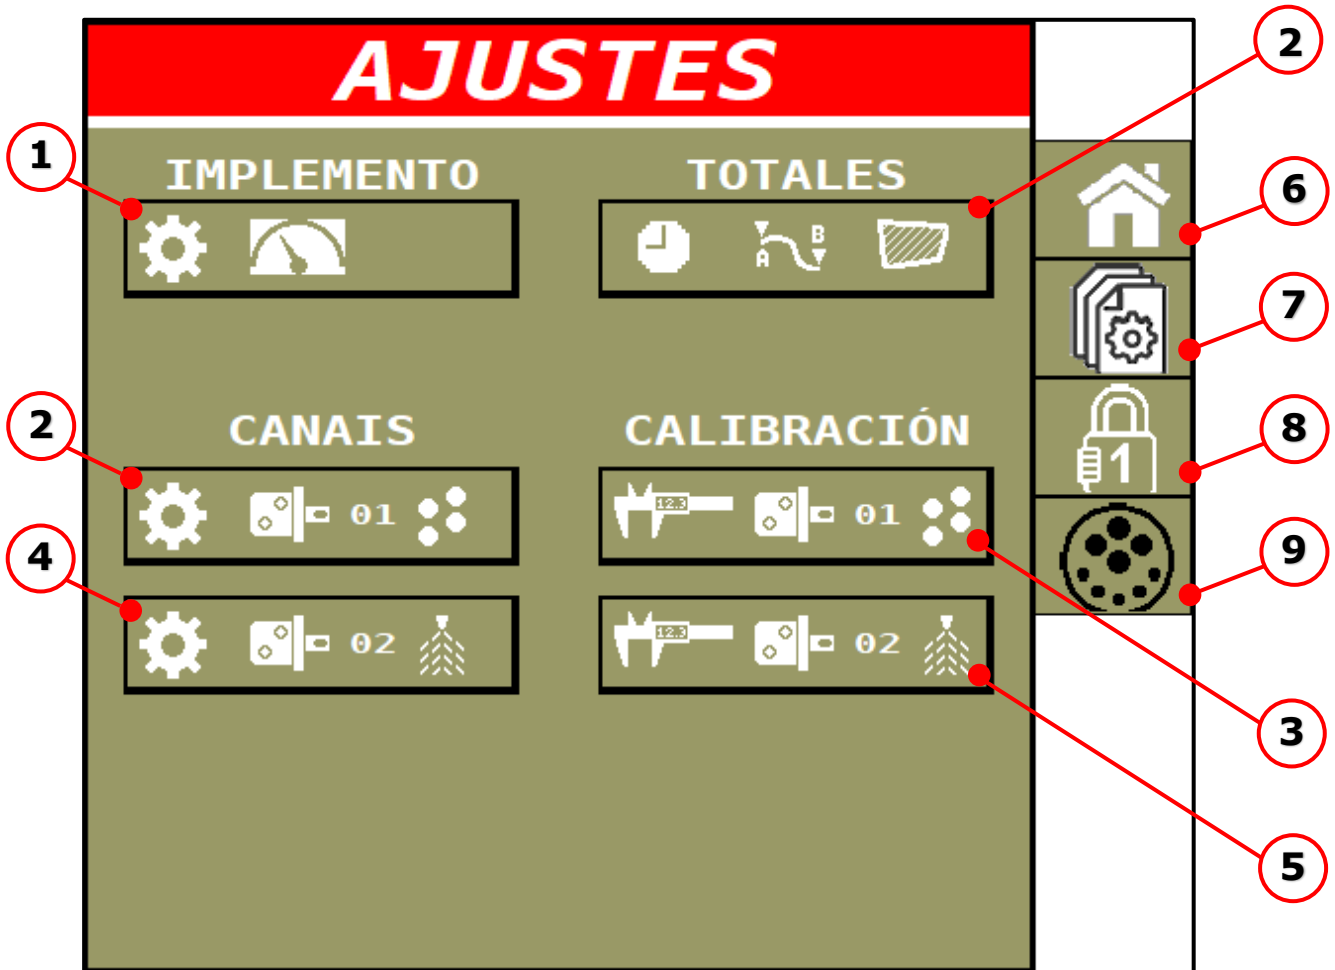 AJUSTES
2
1
IMPLEMENTO
TOTALES
A B
6
7
2
CANAIS
CALIBRACIÓN
8
1
01
12.3 01
4
9
02
12.3 02
3
5